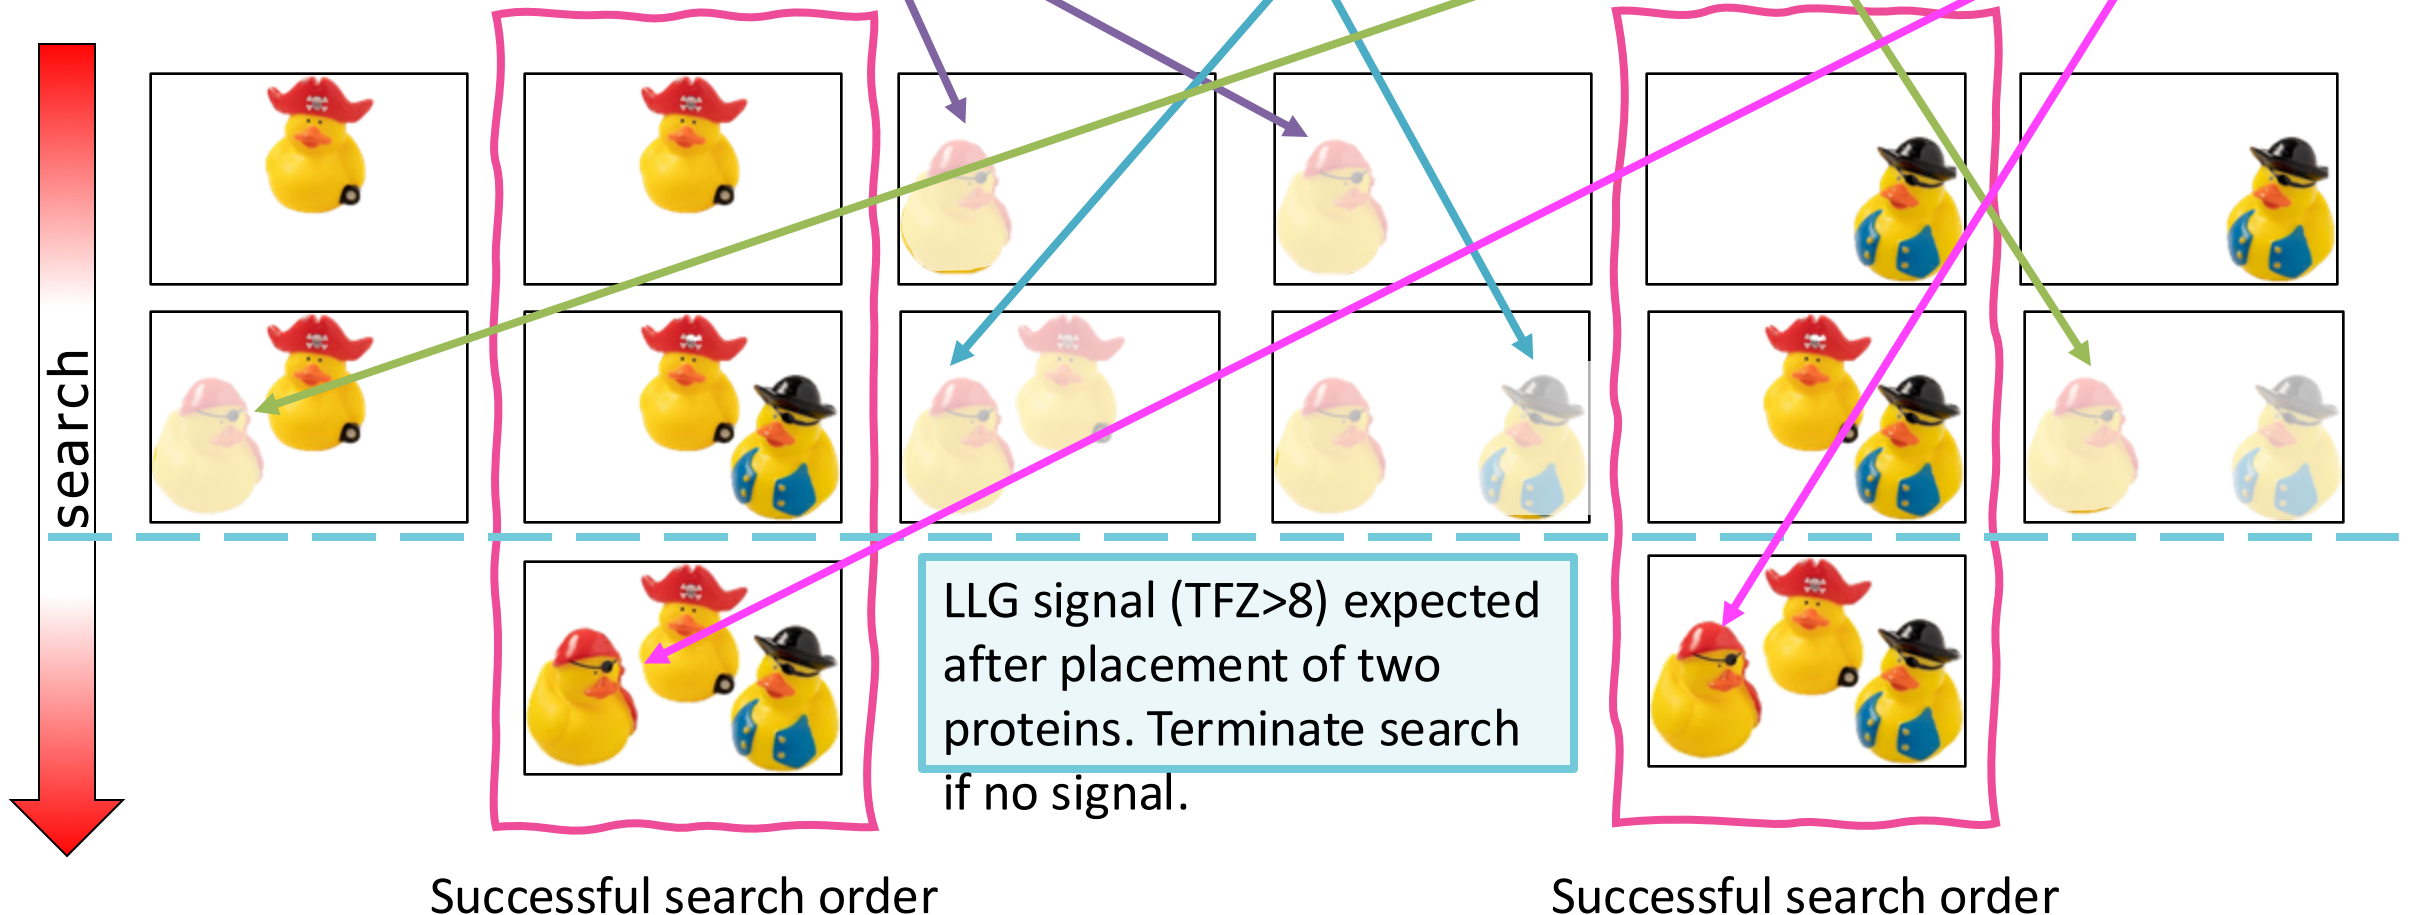 search
LLG signal (TFZ>8) expected
after placement of two
proteins. Terminate search
if no signal.
Successful search order
Successful search order